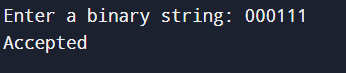 Enter a binary string: 000111
Accepted